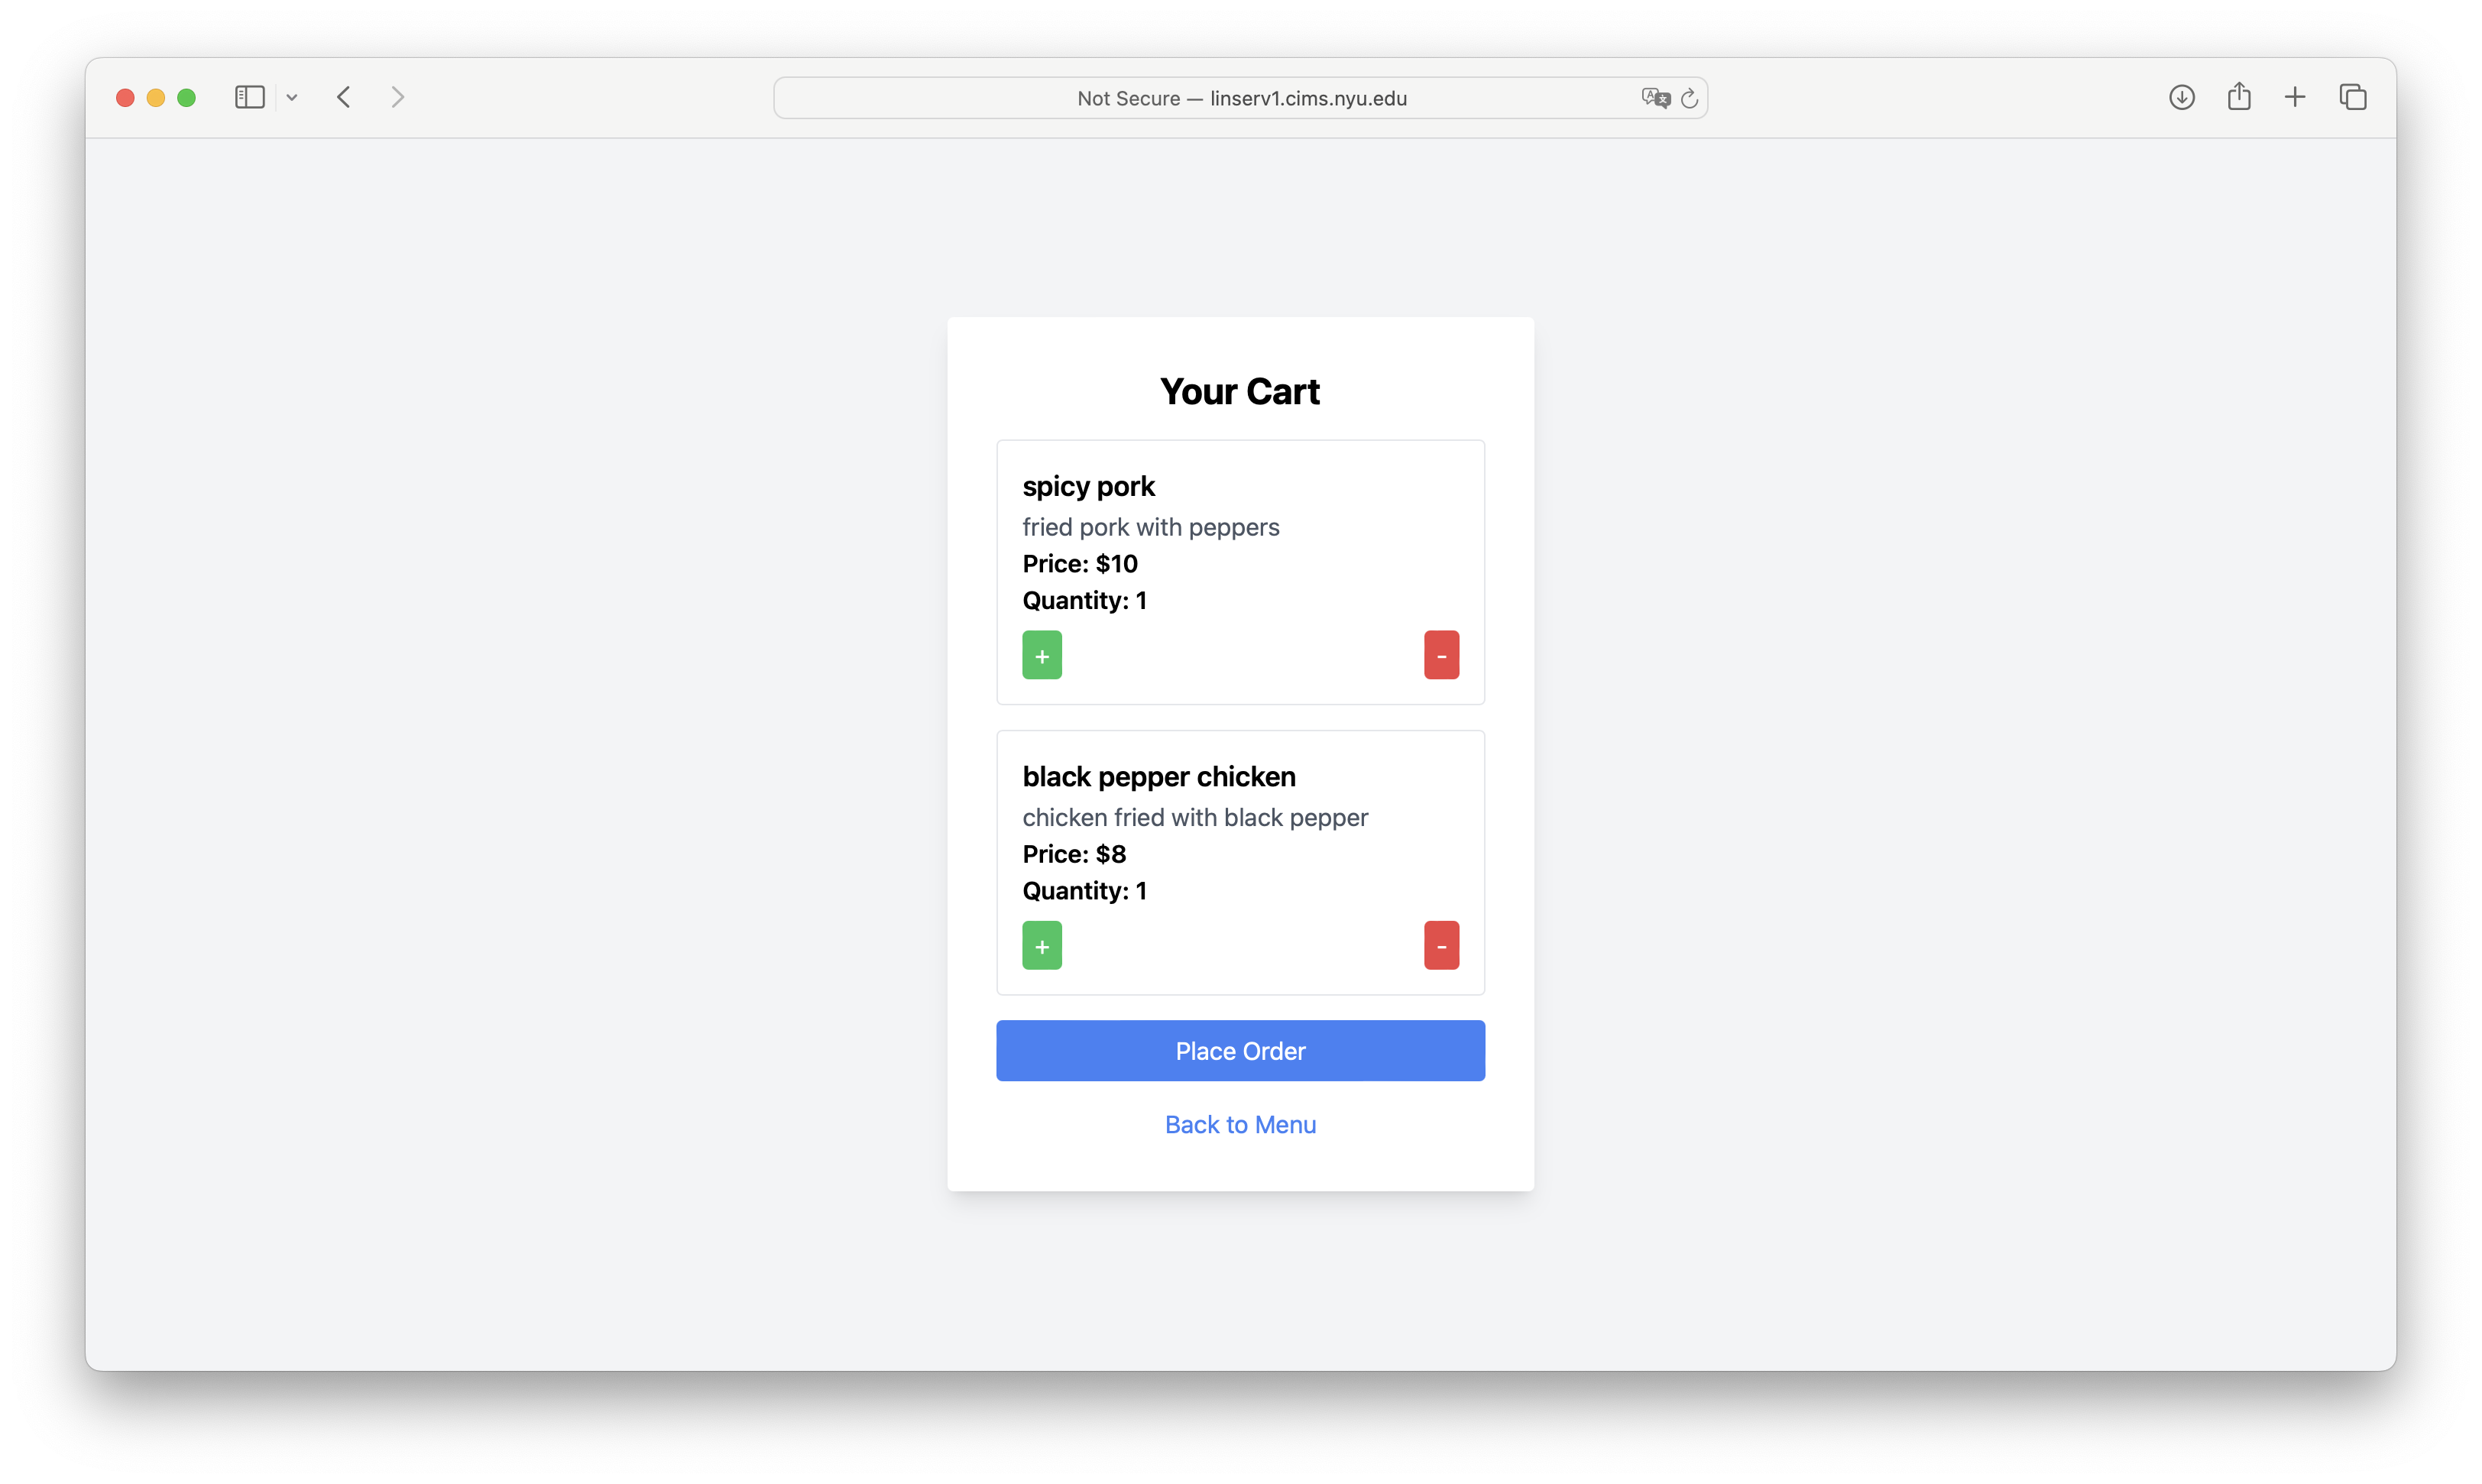 Not Secure — linserv1.cims.nyu.edu
Your Cart
spicy pork
fried pork with peppers
Price: $10
Quantity: 1
+ -
black pepper chicken
chicken fried with black pepper
Price: $8
Quantity: 1
+ -
Place Order
Back to Menu